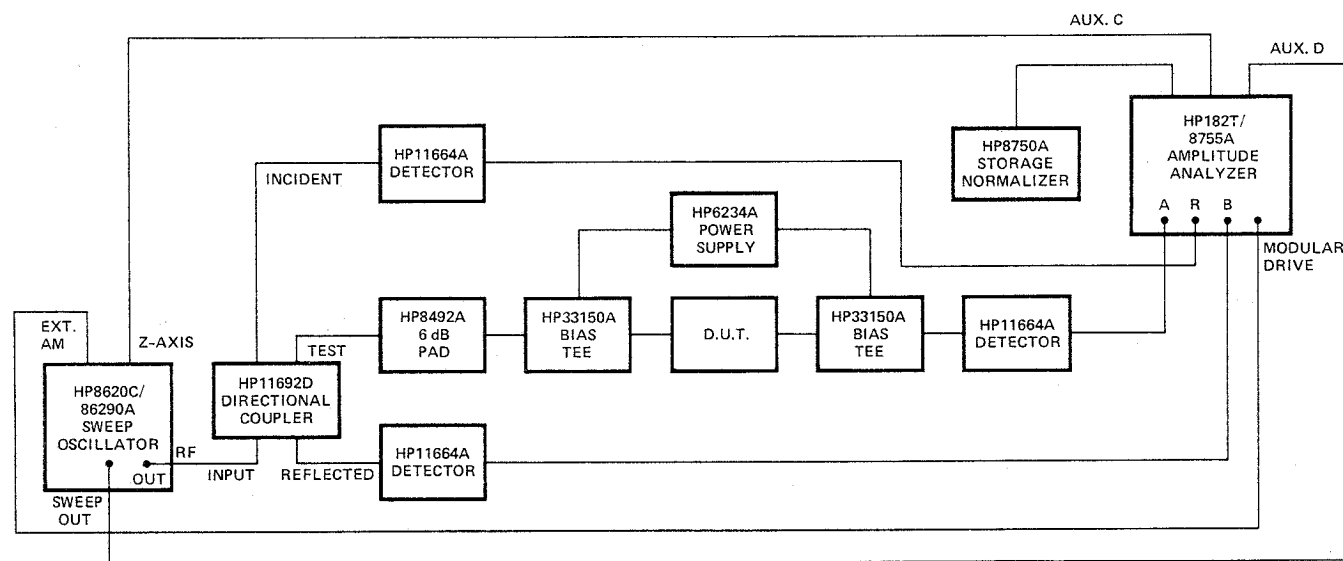 AUX. C
AUX. D
HP182T/
8755A
AMPLITUDE
ANALYZER
A R B
MODULAR
DRIVE
HP8750A
STORAGE
NORMALIZER
HP11664A
DETECTOR
INCIDENT
HP6234A
POWER
SUPPLY
EXT.
AM
Z-AXIS
TEST
HP8492A
6 dB
PAD
HP33150A
BIAS
TEE
D.U.T.
HP33150A
BIAS
TEE
HP11664A
DETECTOR
HP8620C/
86290A
SWEEP
OSCILLATOR
RF
OUT
SWEEP
OUT
HP11692D
DIRECTIONAL
COUPLER
INPUT
REFLECTED
HP11664A
DETECTOR